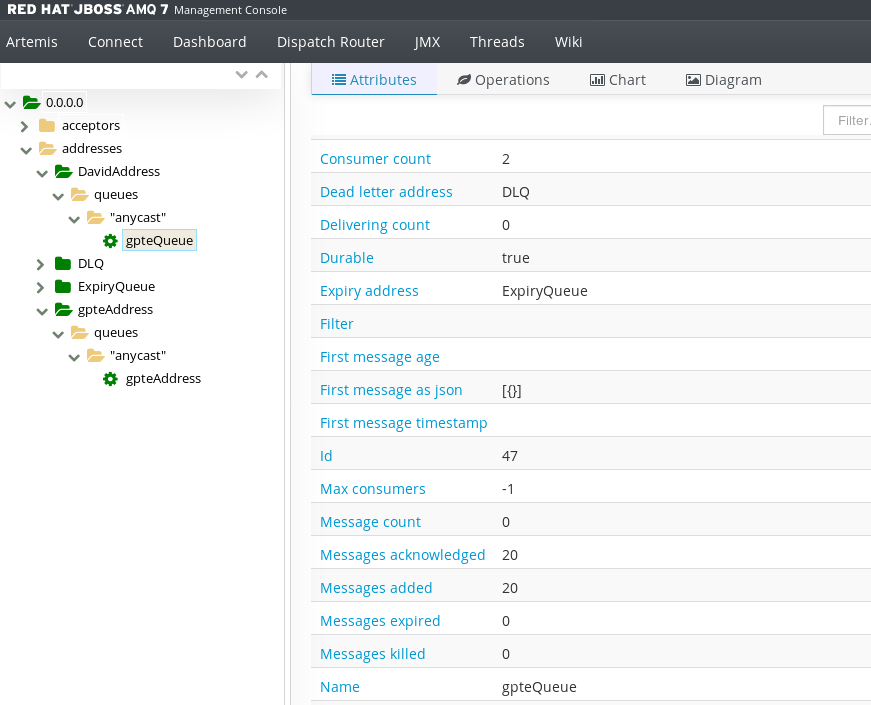 RED HAT JBOSS AMQ 7 Management Console
Artemis Connect Dashboard Dispatch Router JMX Threads Wiki
0.0.0.0
acceptors
addresses
DavidAddress
queues
"anycast"
gpteQueue
DLQ
ExpiryQueue
gpteAddress
queues
"anycast"
gpteAddress
Attributes Operations Chart Diagram
Filter.
Consumer count 2
Dead letter address DLQ
Delivering count 0
Durable true
Expiry address ExpiryQueue
Filter
First message age
First message as json [{}]
First message timestamp
Id 47
Max consumers -1
Message count 0
Messages acknowledged 20
Messages added 20
Messages expired 0
Messages killed 0
Name gpteQueue